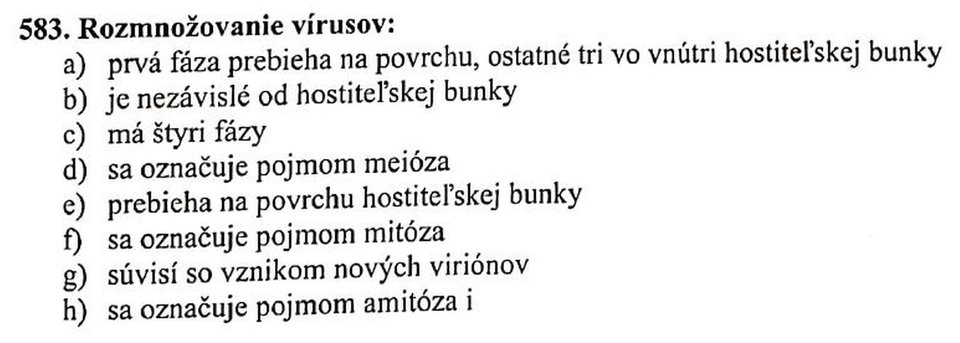 583. Rozmnožovanie vírusov:
a) prvá fáza prebieha na povrchu, ostatné tri vo vnútri hostiteľskej bunky
b) je nezávislé od hostiteľskej bunky
c) má štyri fázy
d) sa označuje pojmom meióza
e) prebieha na povrchu hostiteľskej bunky
f) sa označuje pojmom mitóza
g) súvisí so vznikom nových viriónov
h) sa označuje pojmom amitóza i